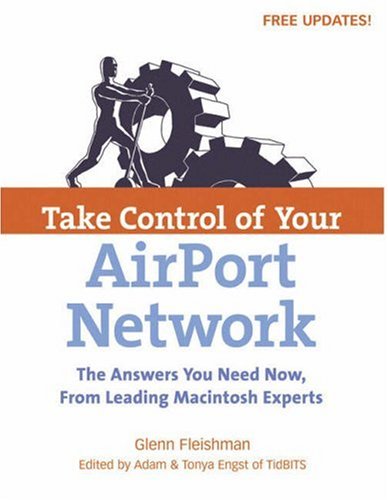 FREE UPDATES!
Take Control of Your
AirPort
Network
The Answers You Need Now,
From Leading Macintosh Experts
Glenn Fleishman
Edited by Adam & Tonya Engst of TidBITS